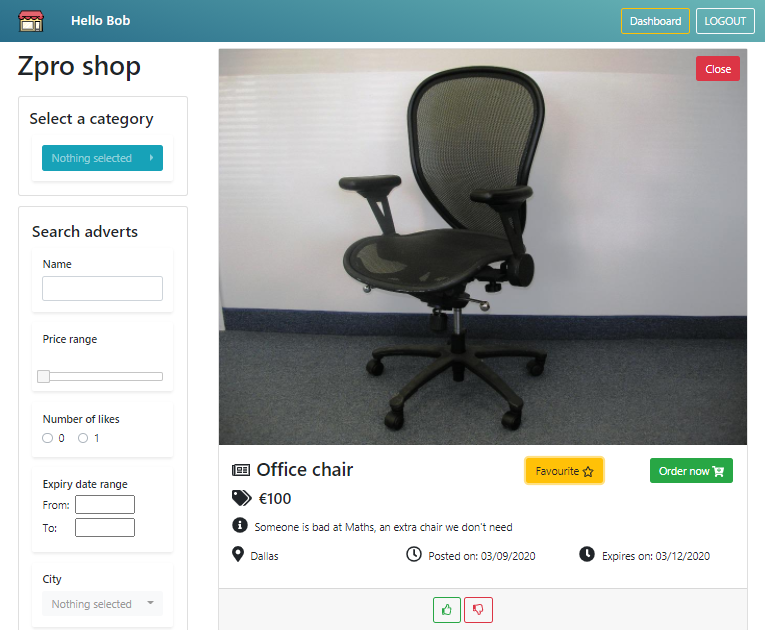 Hello Bob
Dashboard
LOGOUT
Zpro shop
Select a category
Nothing selected
Search adverts
Name
Price range
Number of likes
0 1
Expiry date range
From:
To:
City
Nothing selected
Close
Office chair
Favourite
Order now
€100
Someone is bad at Maths, an extra chair we don't need
Dallas
Posted on: 03/09/2020
Expires on: 03/12/2020